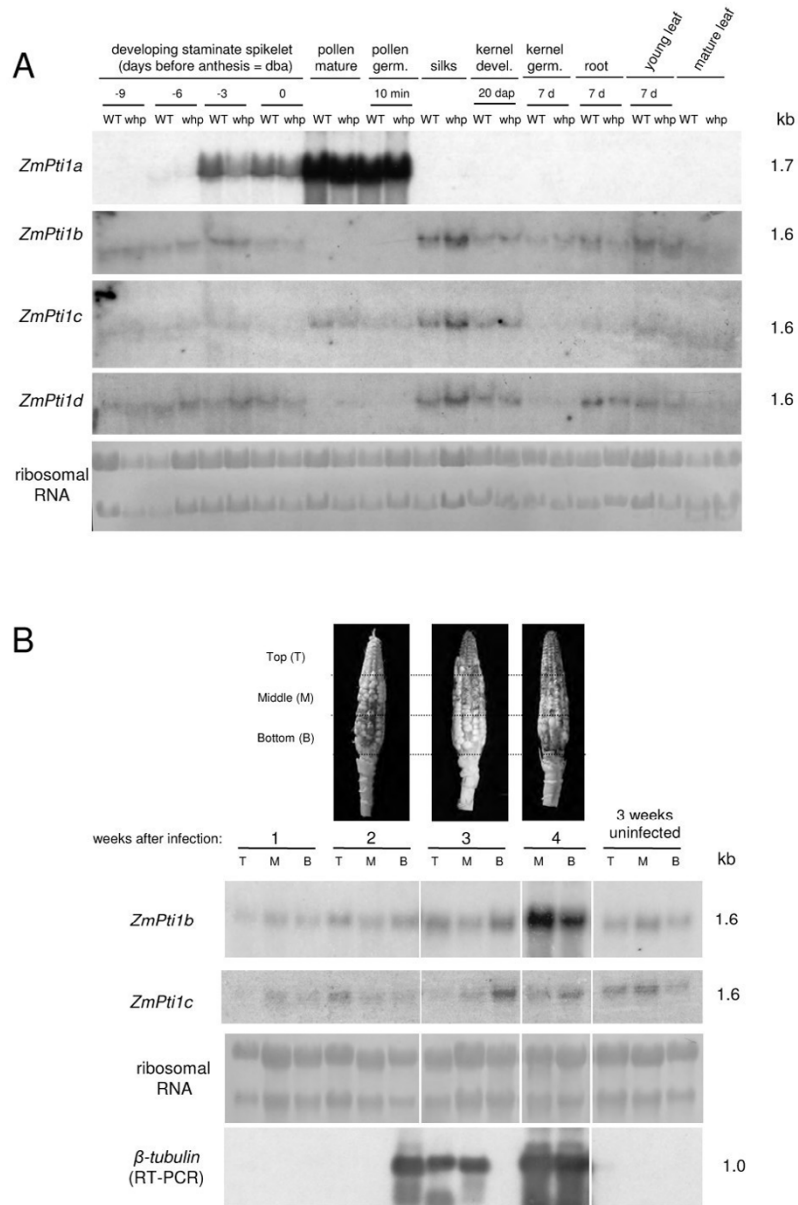 A
developing staminate spikelet
(days before anthesis = dba)
pollen
mature
pollen
germ.
silks
kernel
devel.
kernel
germ.
root
young leaf
mature leaf
-9 -6 -3 0 10 min 20 dap 7 d 7 d 7 d
WT whp WT whp WT whp WT whp WT whp WT whp WT whp WT whp WT whp WT whp WT whp WT whp
kb
ZmPti1a 1.7
ZmPti1b 1.6
ZmPti1c 1.6
ZmPti1d 1.6
ribosomal
RNA
B
Top (T)
Middle (M)
Bottom (B)
weeks after infection: 1 2 3 4 3 weeks
uninfected
T M B T M B T M B M B T M B
kb
ZmPti1b 1.6
ZmPti1c 1.6
ribosomal
RNA
β-tubulin
(RT-PCR)
1.0